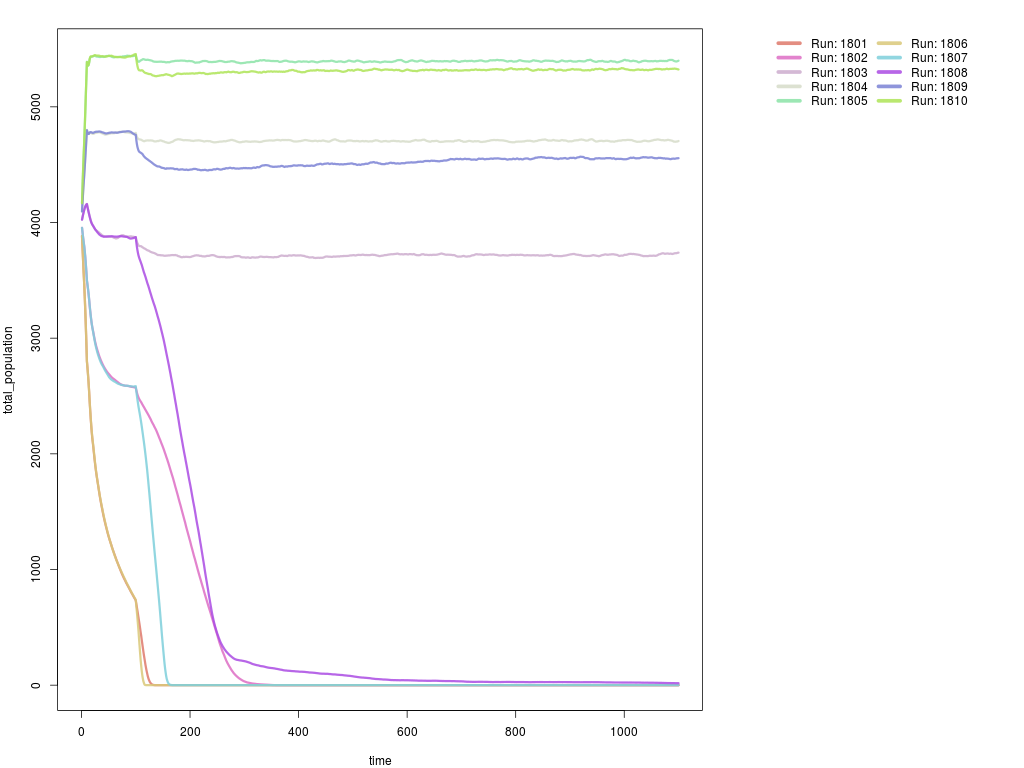 total_population
5000
4000
3000
2000
1000
0
0 200 400 600 800 1000
time
Run: 1801 Run: 1806
Run: 1802 Run: 1807
Run: 1803 Run: 1808
Run: 1804 Run: 1809
Run: 1805 Run: 1810